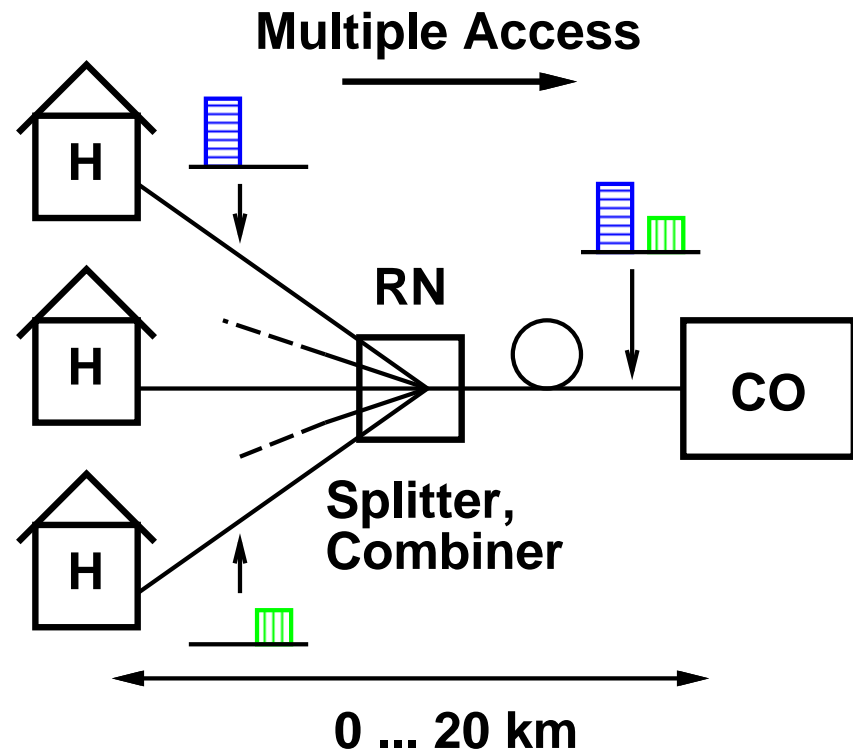 Multiple Access
H
RN
H
CO
Splitter,
Combiner
H
0 ... 20 km